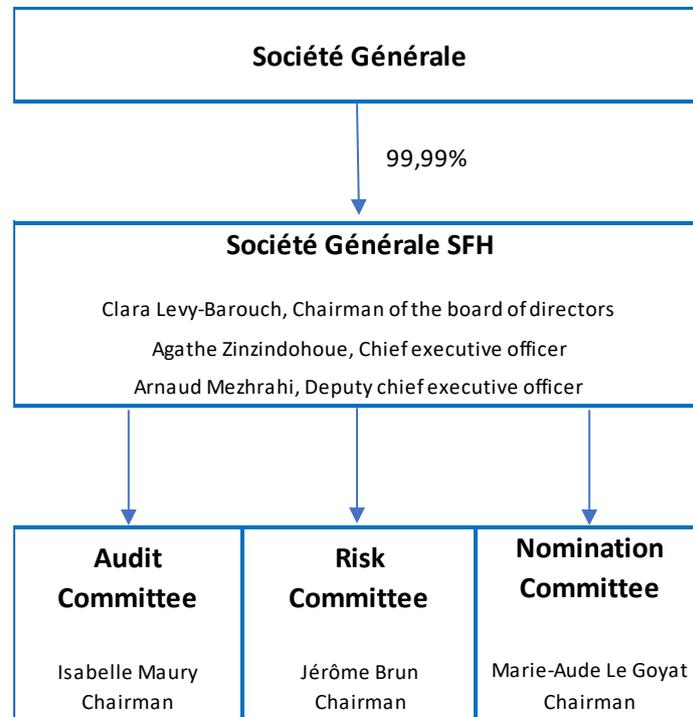 Société Générale
99,99%
Société Générale SFH
Clara Levy-Barouch, Chairman of the board of directors
Agathe Zinzindohoue, Chief executive officer
Arnaud Mezhrahi, Deputy chief executive officer
Audit
Committee
Isabelle Maury
Chairman
Risk
Committee
Jérôme Brun
Chairman
Nomination
Committee
Marie-Aude Le Goyat
Chairman